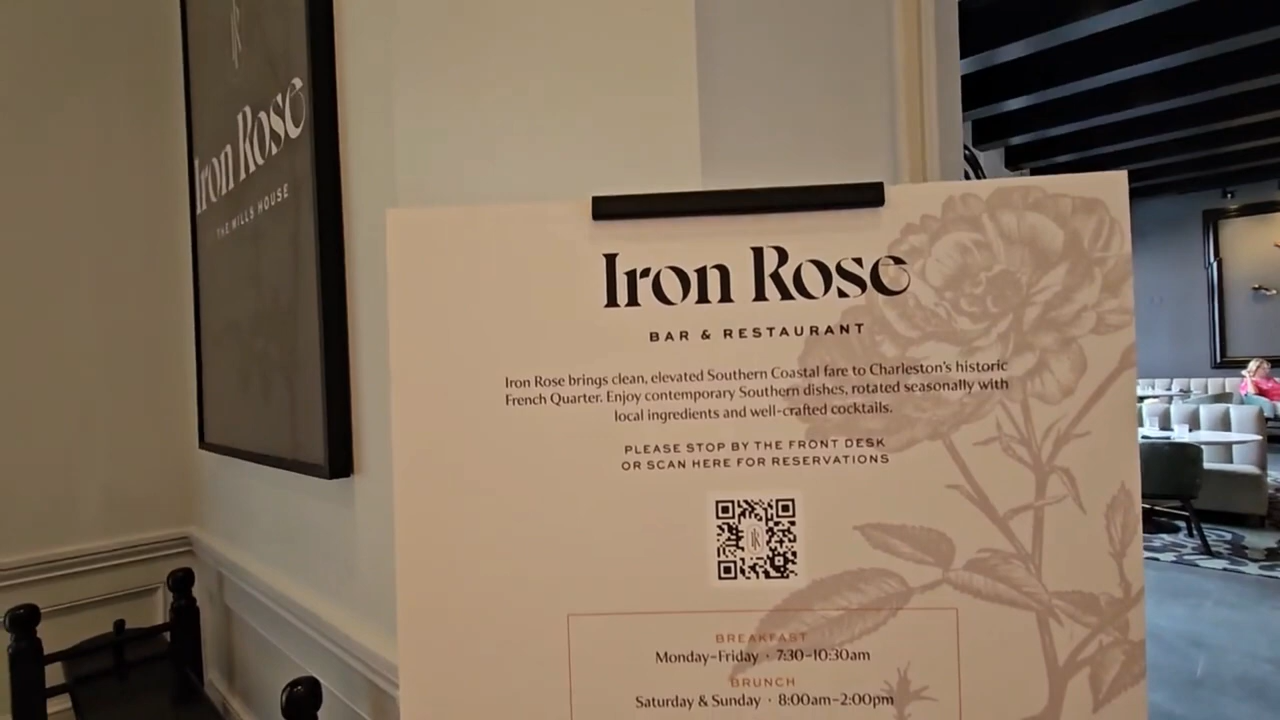 Iron Rose
THE MILLS HOUSE
Iron Rose
BAR & RESTAURANT
Iron Rose brings clean, elevated Southern Coastal fare to Charleston's historic
French Quarter. Enjoy contemporary Southern dishes, rotated seasonally with
local ingredients and well-crafted cocktails.
PLEASE STOP BY THE FRONT DESK
OR SCAN HERE FOR RESERVATIONS
BREAKFAST
Monday–Friday · 7:30–10:30am
BRUNCH
Saturday & Sunday · 8:00am–2:00pm